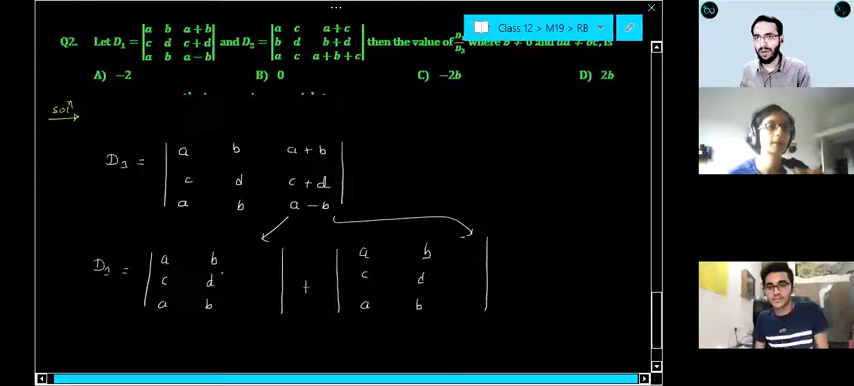 Class 12 > M19 > RB
Q2. Let D₁ = |a b a+b; c d c+d; a b a−b| and D₂ = |a c a+c; b d b+d; a c a+b+c| then the value of D₁/D₂ where b ≠ 0 and ad ≠ bc, is
A) −2 B) 0 C) −2b D) 2b
solⁿ
D₁ = |a b a+b|
|c d c+d|
|a b a−b|
D₁ = |a b | + |a b |
|c d | |c d |
|a b | |a b |